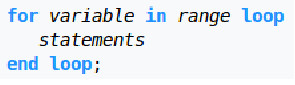 for variable in range loop
   statements
end loop;